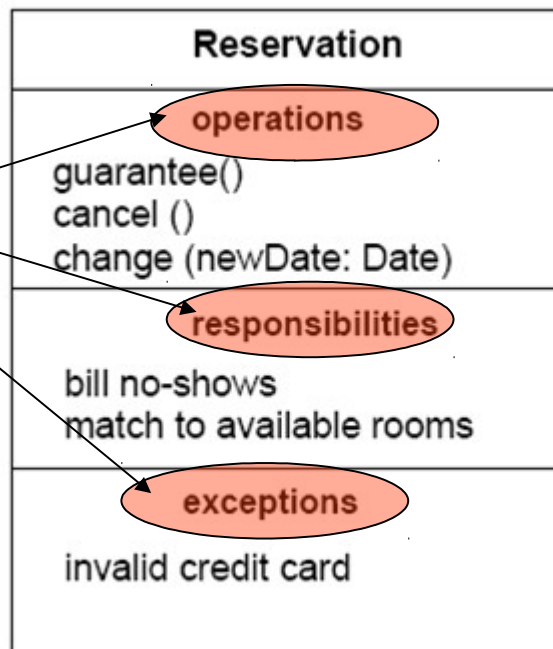 Reservation
operations
guarantee()
cancel ()
change (newDate: Date)
responsibilities
bill no-shows
match to available rooms
exceptions
invalid credit card